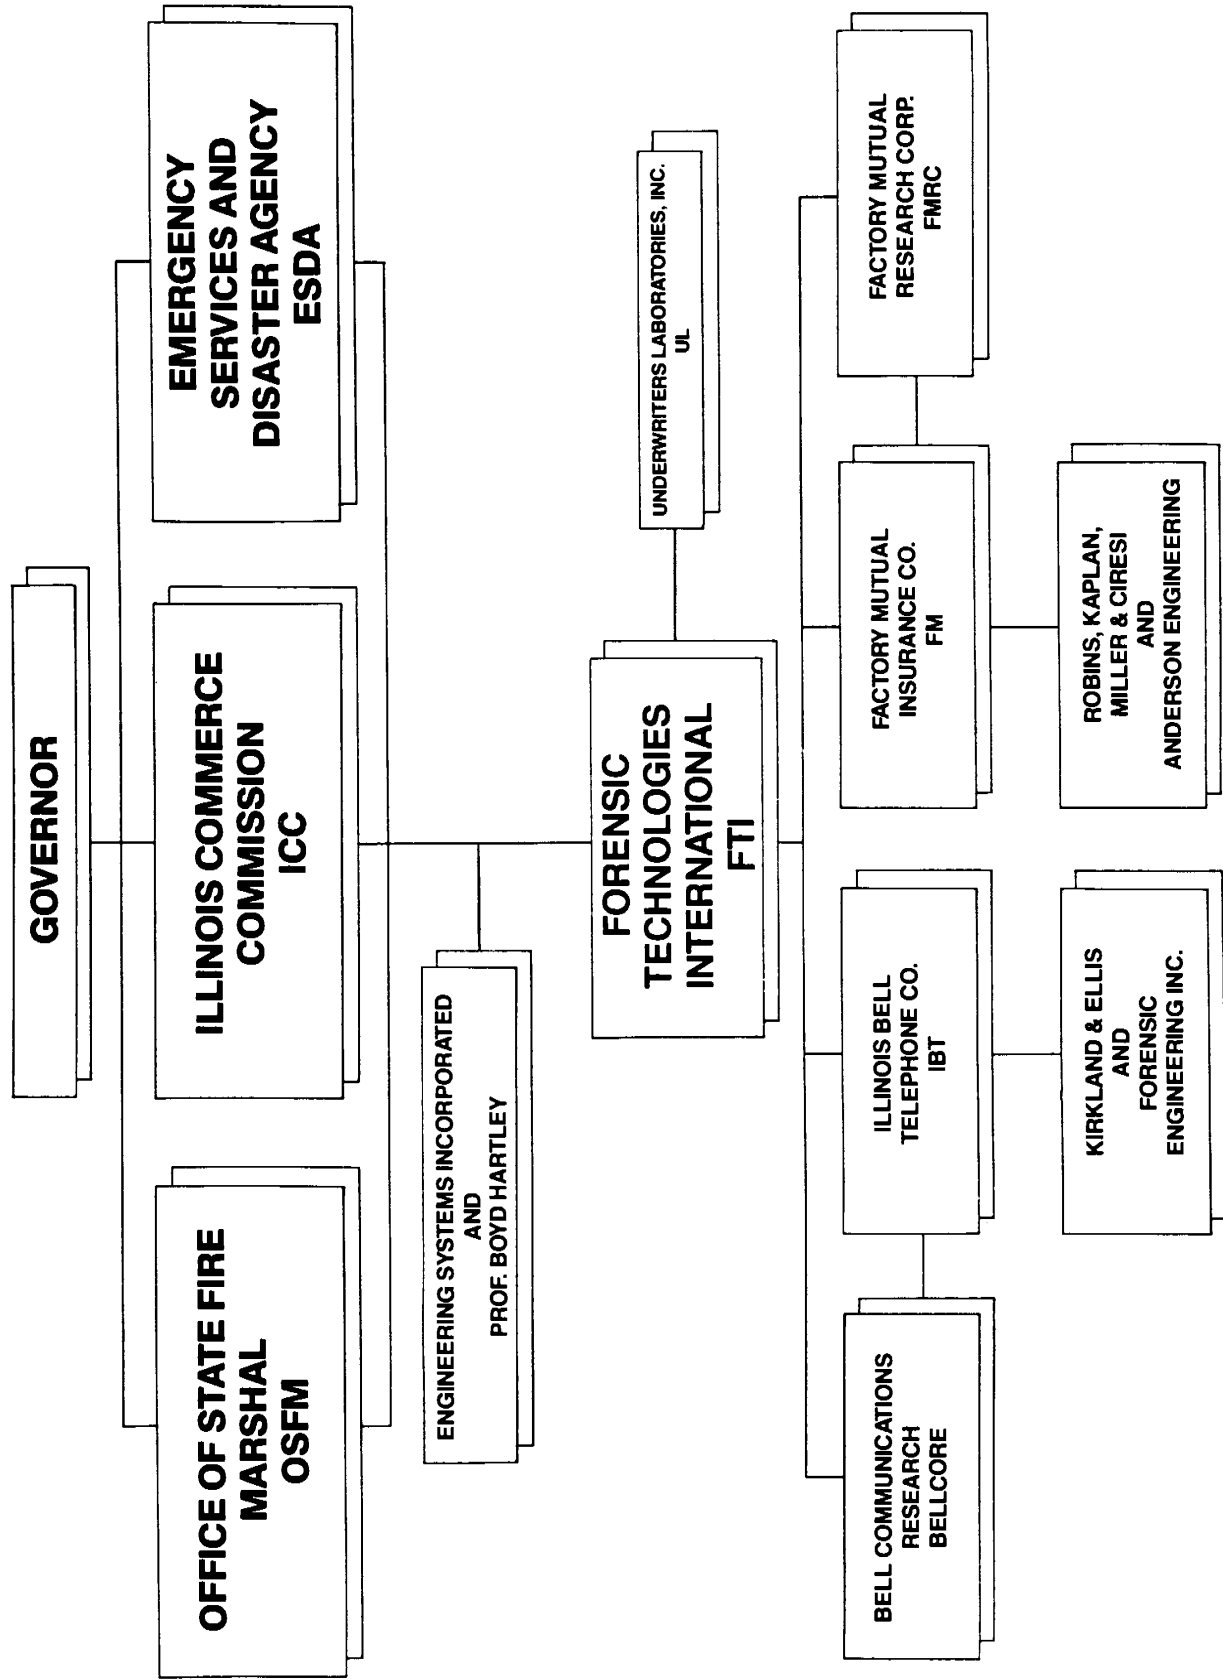 GOVERNOR
OFFICE OF STATE FIRE
MARSHAL
OSFM
ILLINOIS COMMERCE
COMMISSION
ICC
EMERGENCY
SERVICES AND
DISASTER AGENCY
ESDA
ENGINEERING SYSTEMS INCORPORATED
AND
PROF. BOYD HARTLEY
FORENSIC
TECHNOLOGIES
INTERNATIONAL
FTI
UNDERWRITERS LABORATORIES, INC.
UL
BELL COMMUNICATIONS
RESEARCH
BELLCORE
ILLINOIS BELL
TELEPHONE CO.
IBT
FACTORY MUTUAL
INSURANCE CO.
FM
FACTORY MUTUAL
RESEARCH CORP.
FMRC
KIRKLAND & ELLIS
AND
FORENSIC
ENGINEERING INC.
ROBINS, KAPLAN,
MILLER & CIRESI
AND
ANDERSON ENGINEERING